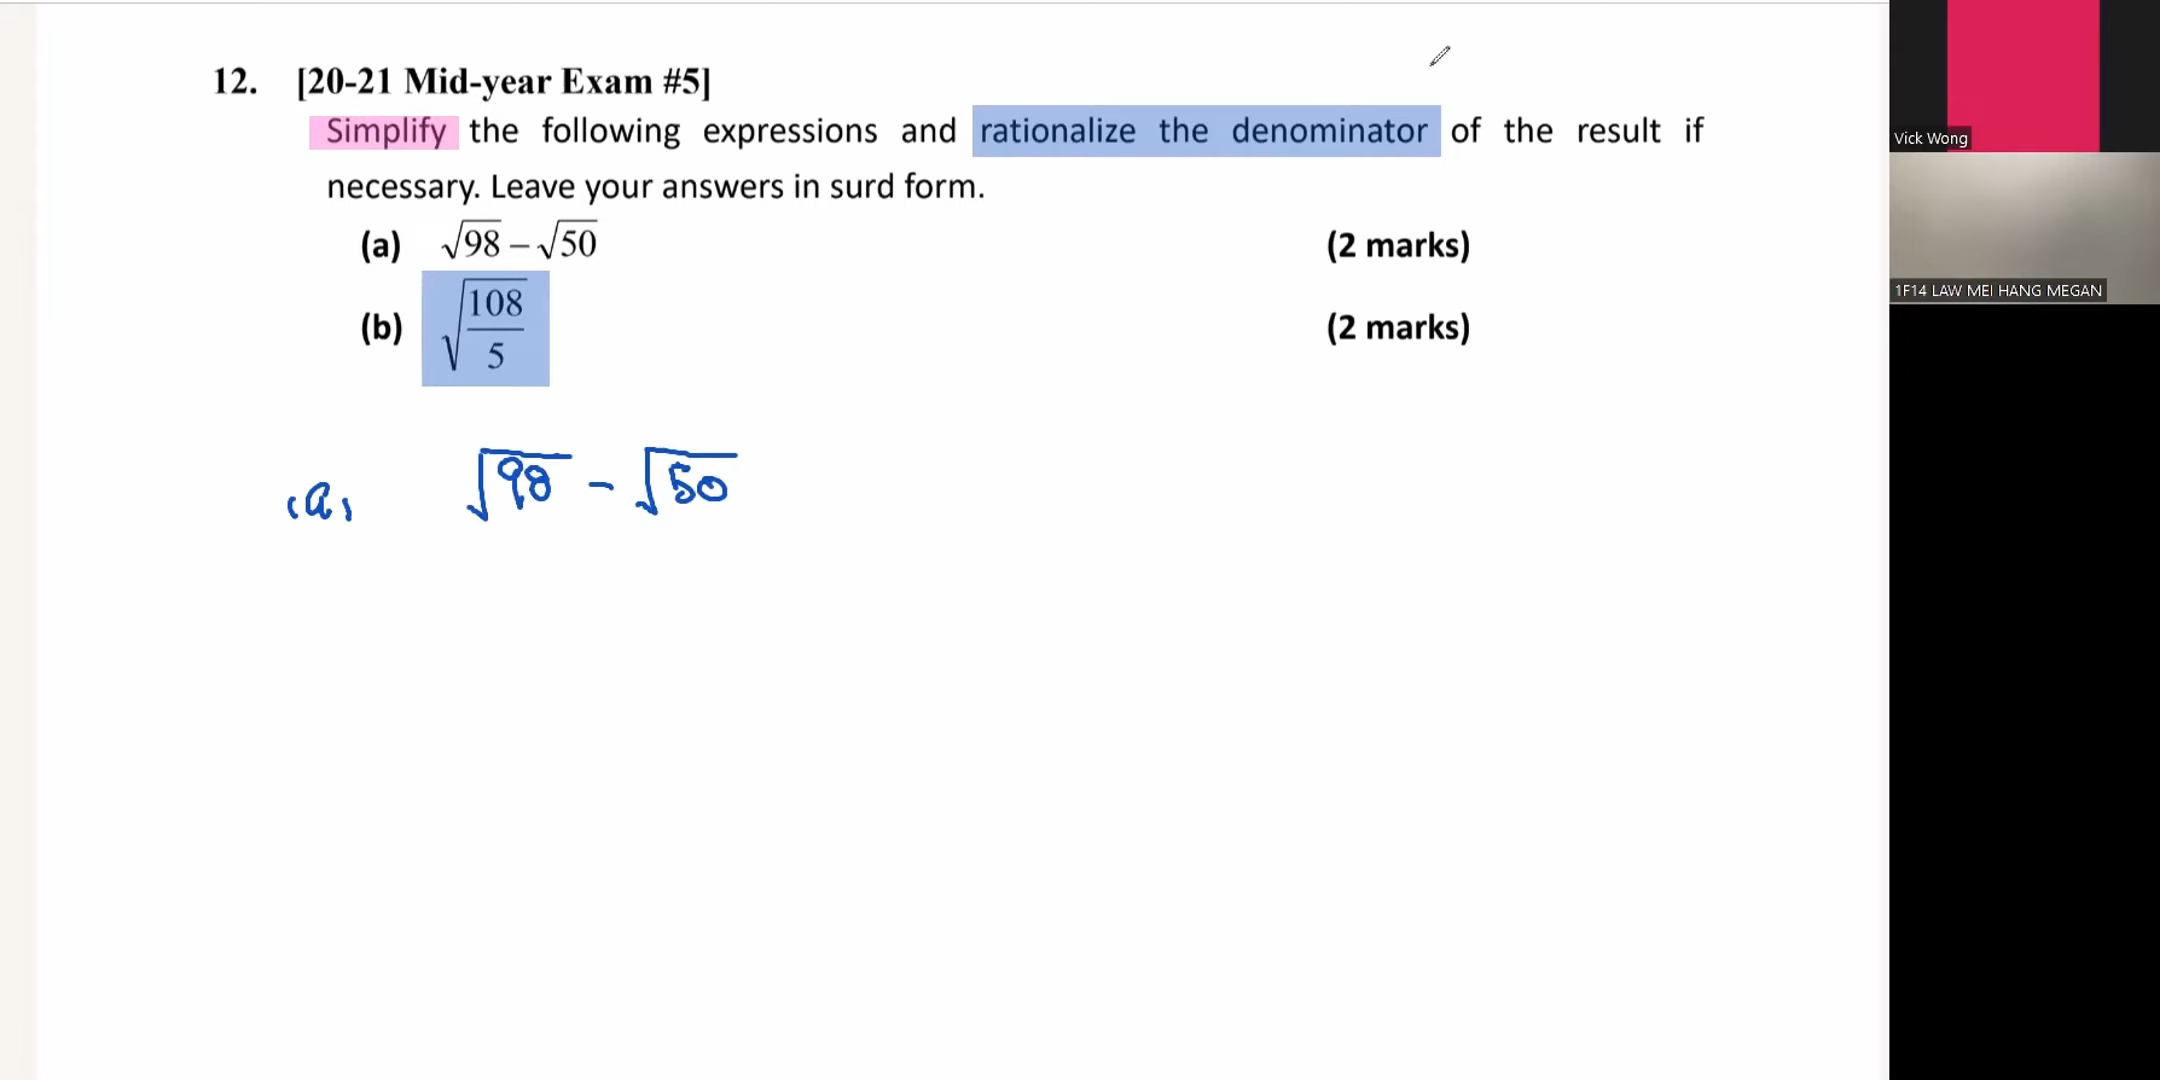 12. [20-21 Mid-year Exam #5]
Simplify the following expressions and rationalize the denominator of the result if
necessary. Leave your answers in surd form.
(a) √98 – √50 (2 marks)
(b) √(108/5) (2 marks)
(a) √98 - √50
Vick Wong
1F14 LAW MEI HANG MEGAN